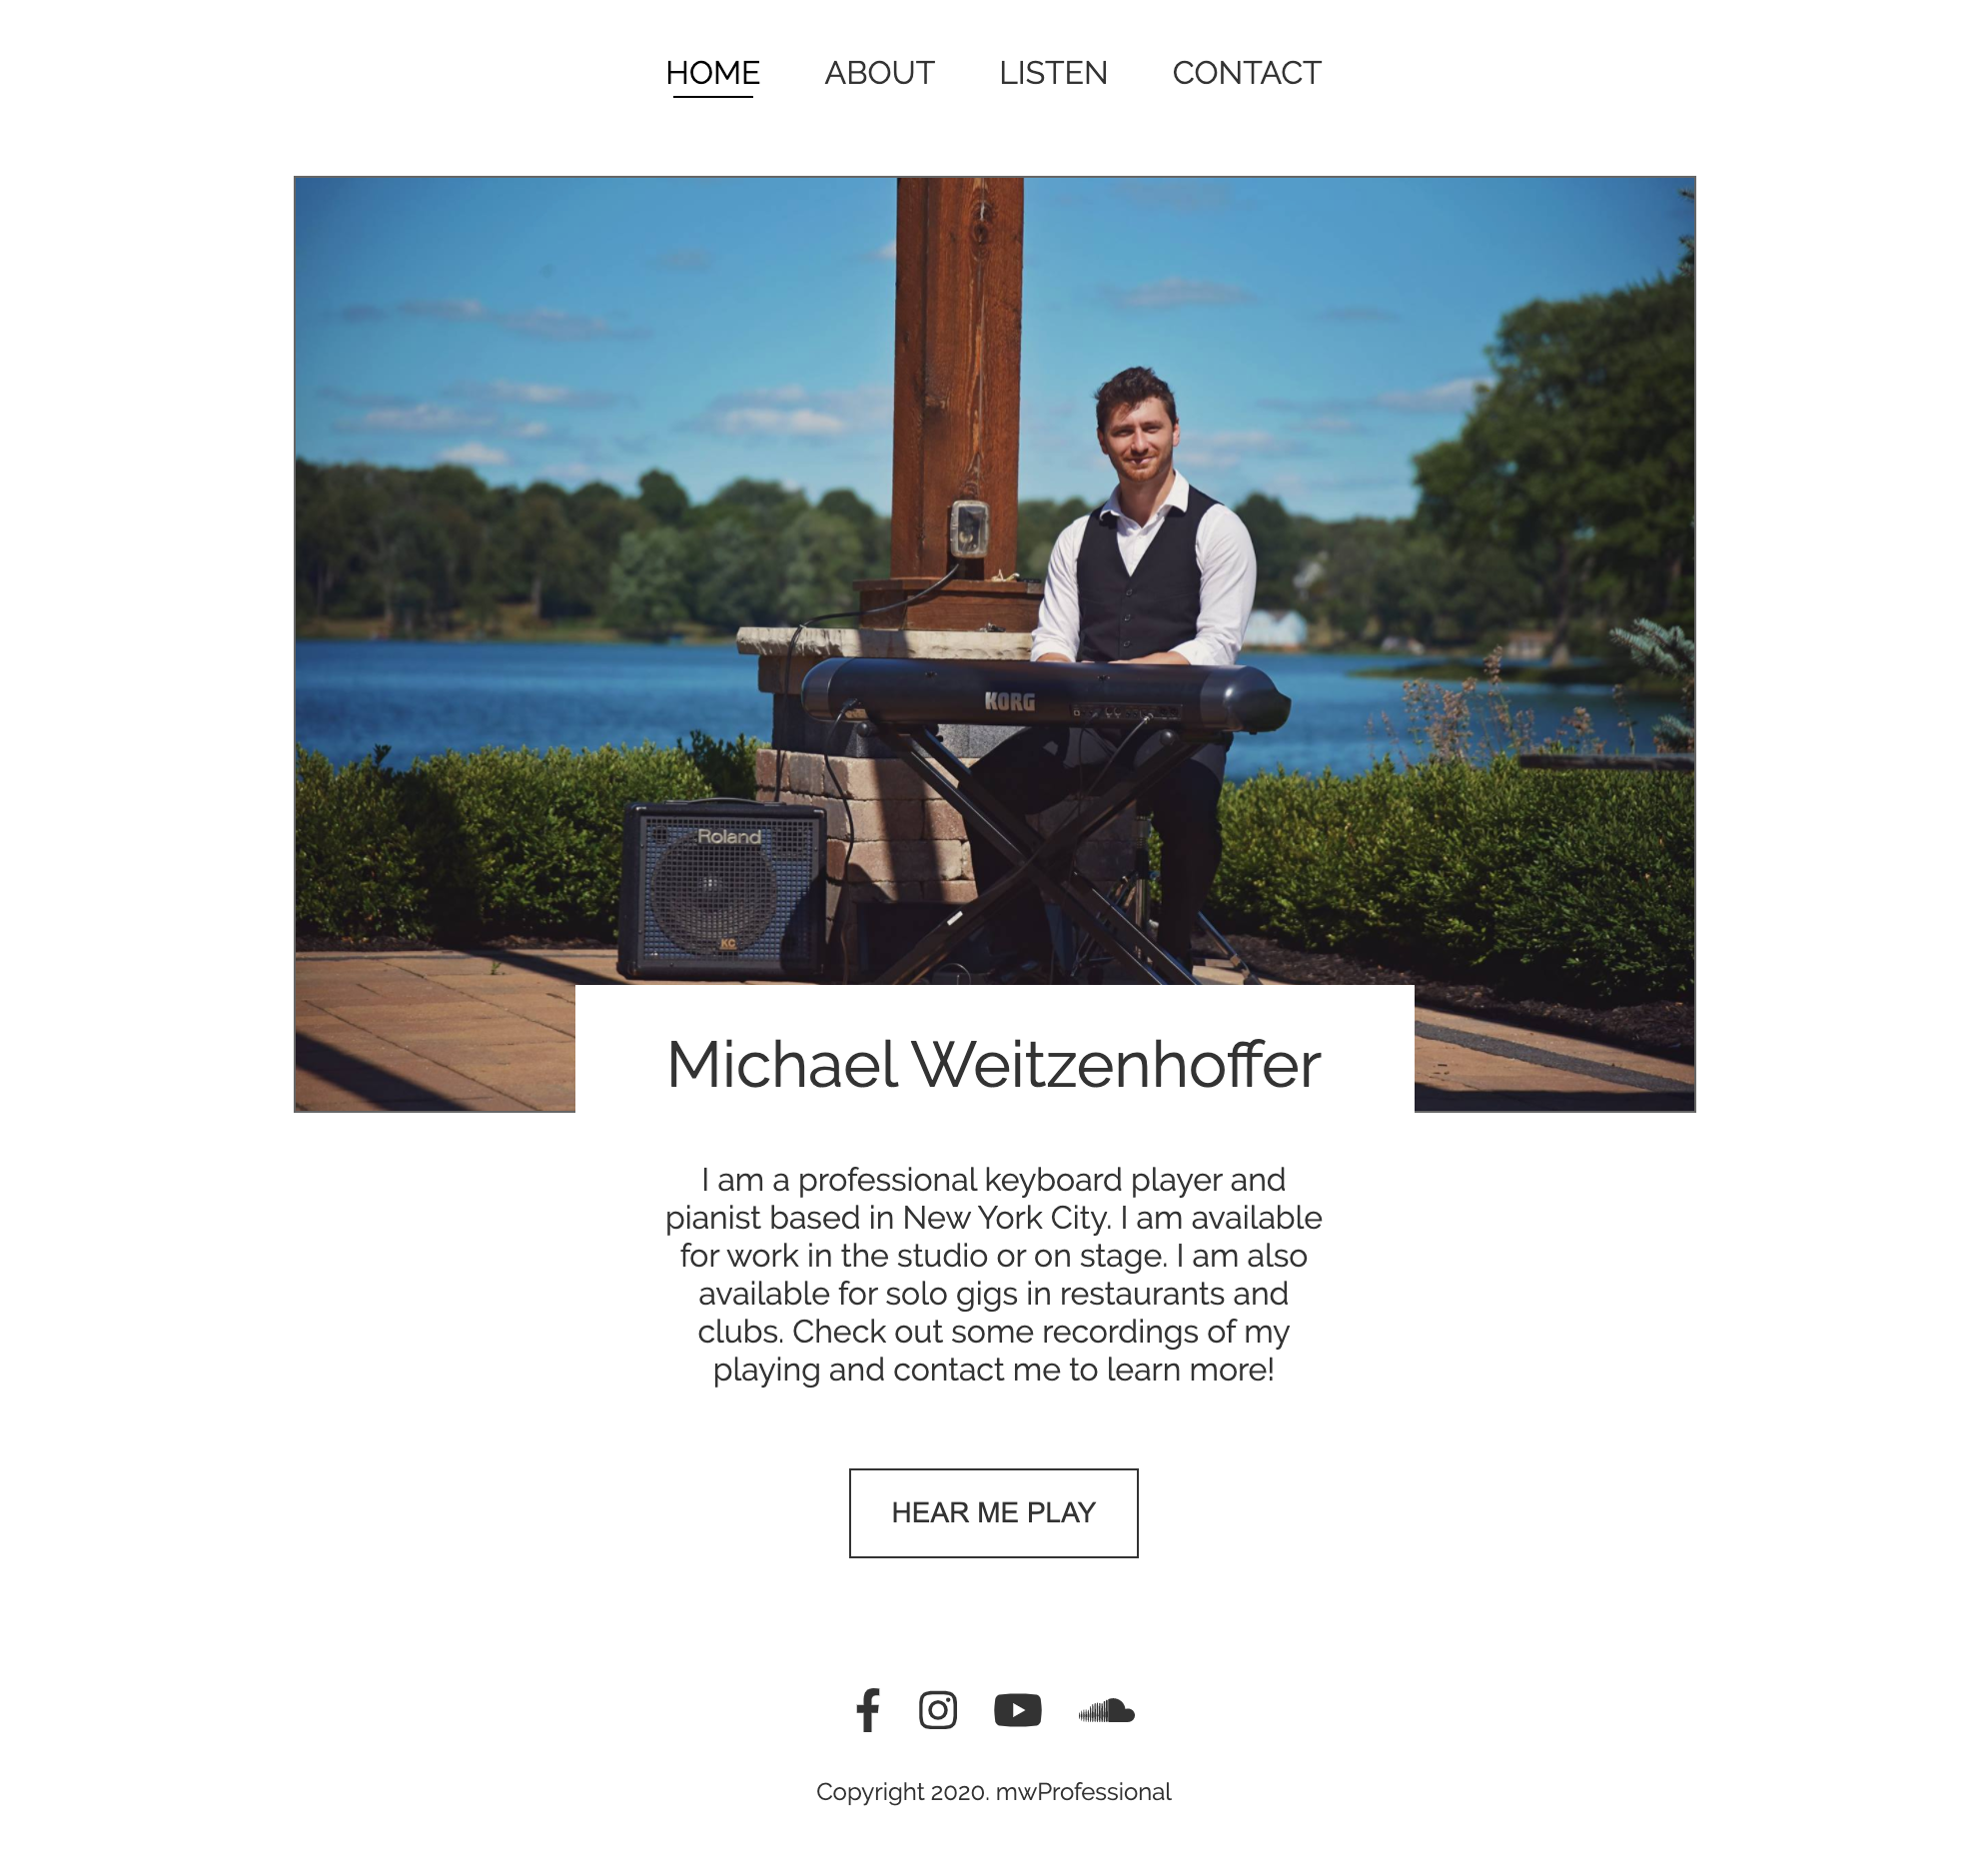 HOME ABOUT LISTEN CONTACT
KORG
Roland
KC
Michael Weitzenhoffer
I am a professional keyboard player and
pianist based in New York City. I am available
for work in the studio or on stage. I am also
available for solo gigs in restaurants and
clubs. Check out some recordings of my
playing and contact me to learn more!
HEAR ME PLAY
Copyright 2020. mwProfessional